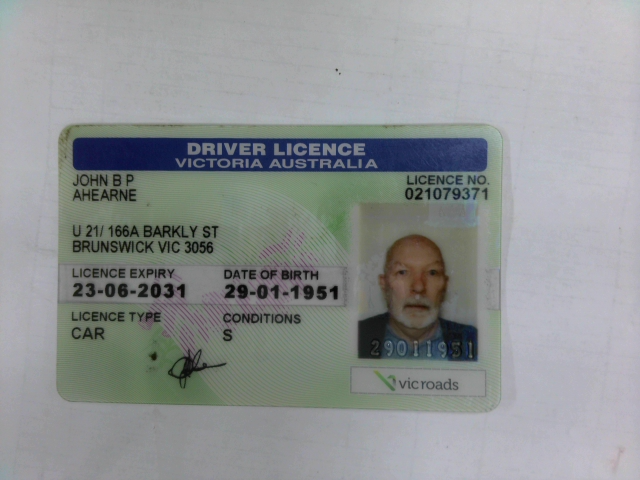 DRIVER LICENCE
VICTORIA AUSTRALIA
JOHN B P
AHEARNE
LICENCE NO.
021079371
U 21/ 166A BARKLY ST
BRUNSWICK VIC 3056
LICENCE EXPIRY DATE OF BIRTH
23-06-2031 29-01-1951
LICENCE TYPE CONDITIONS
CAR S
29011951
vicroads